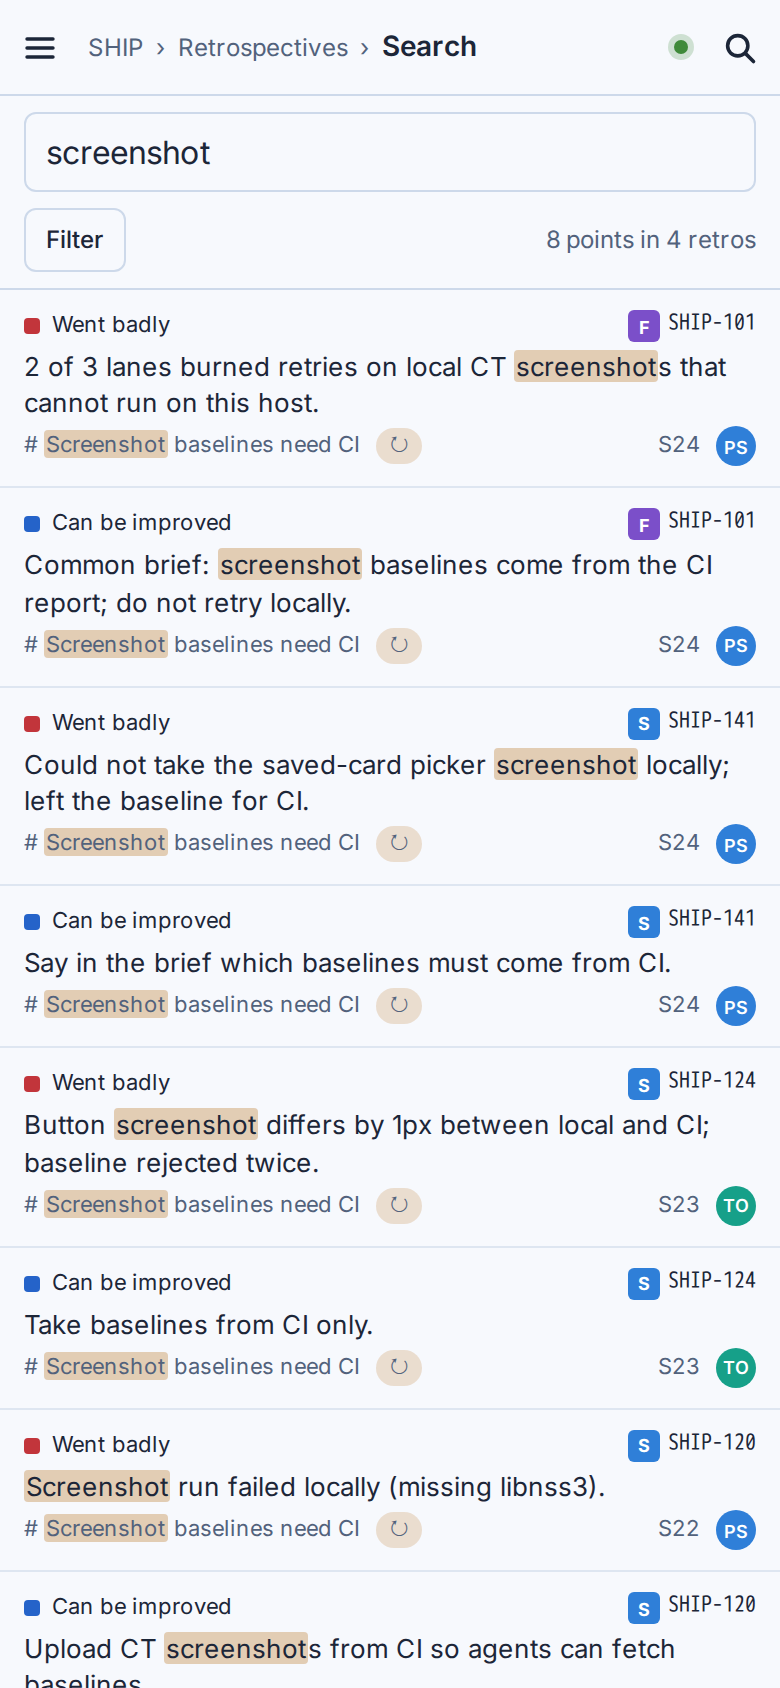 SHIP › Retrospectives › Search
screenshot
Filter 8 points in 4 retros
Went badly F SHIP-101
2 of 3 lanes burned retries on local CT screenshots that
cannot run on this host.
# Screenshot baselines need CI ↻ S24 PS
Can be improved F SHIP-101
Common brief: screenshot baselines come from the CI
report; do not retry locally.
# Screenshot baselines need CI ↻ S24 PS
Went badly S SHIP-141
Could not take the saved-card picker screenshot locally;
left the baseline for CI.
# Screenshot baselines need CI ↻ S24 PS
Can be improved S SHIP-141
Say in the brief which baselines must come from CI.
# Screenshot baselines need CI ↻ S24 PS
Went badly S SHIP-124
Button screenshot differs by 1px between local and CI;
baseline rejected twice.
# Screenshot baselines need CI ↻ S23 TO
Can be improved S SHIP-124
Take baselines from CI only.
# Screenshot baselines need CI ↻ S23 TO
Went badly S SHIP-120
Screenshot run failed locally (missing libnss3).
# Screenshot baselines need CI ↻ S22 PS
Can be improved S SHIP-120
Upload CT screenshots from CI so agents can fetch
baselines